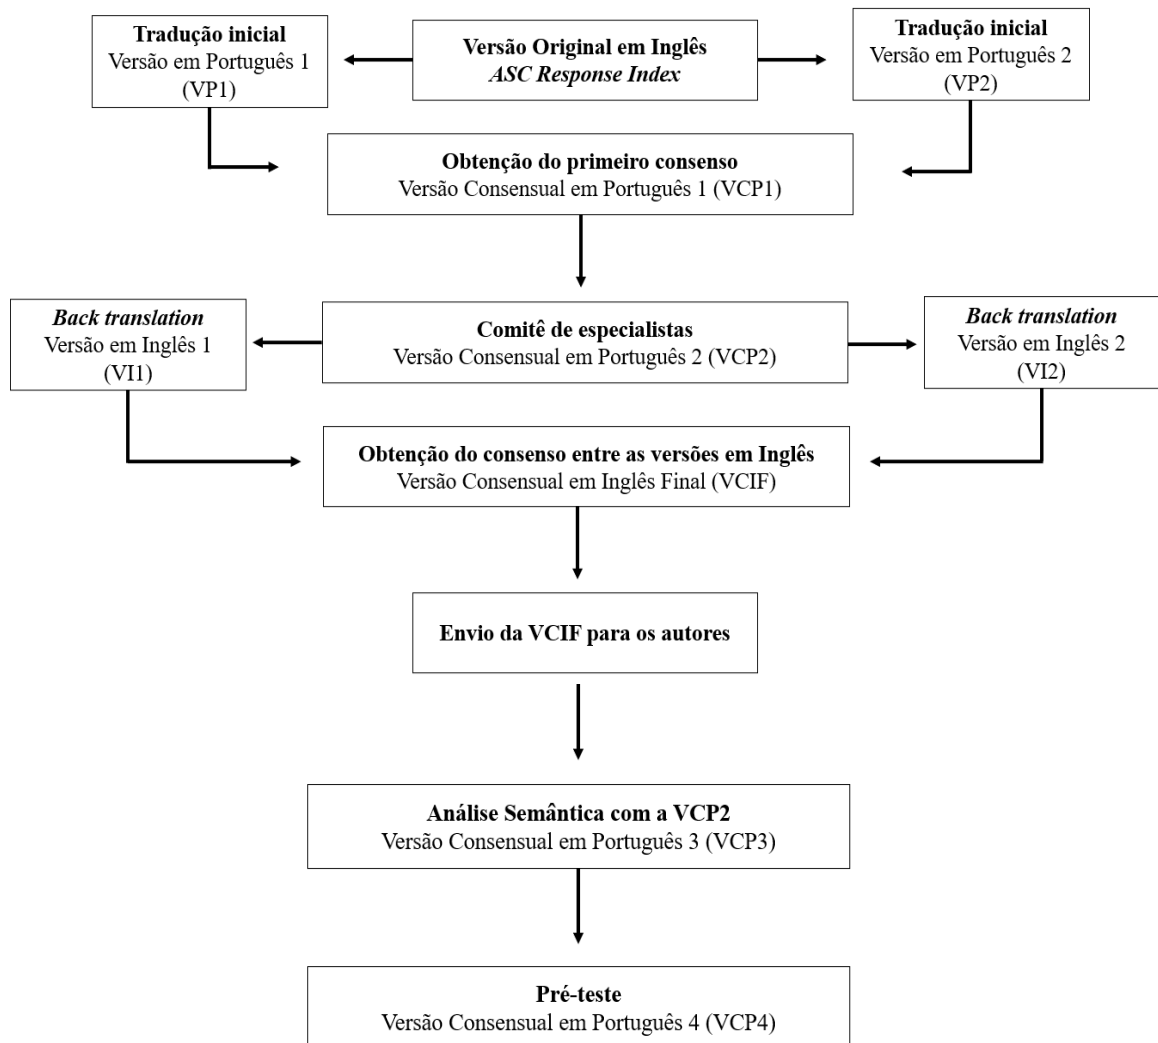 Tradução inicial
Versão em Português 1
(VP1)
Versão Original em Inglês
ASC Response Index
Tradução inicial
Versão em Português 2
(VP2)
Obtenção do primeiro consenso
Versão Consensual em Português 1 (VCP1)
Back translation
Versão em Inglês 1
(VI1)
Comitê de especialistas
Versão Consensual em Português 2 (VCP2)
Back translation
Versão em Inglês 2
(VI2)
Obtenção do consenso entre as versões em Inglês
Versão Consensual em Inglês Final (VCIF)
Envio da VCIF para os autores
Análise Semântica com a VCP2
Versão Consensual em Português 3 (VCP3)
Pré-teste
Versão Consensual em Português 4 (VCP4)